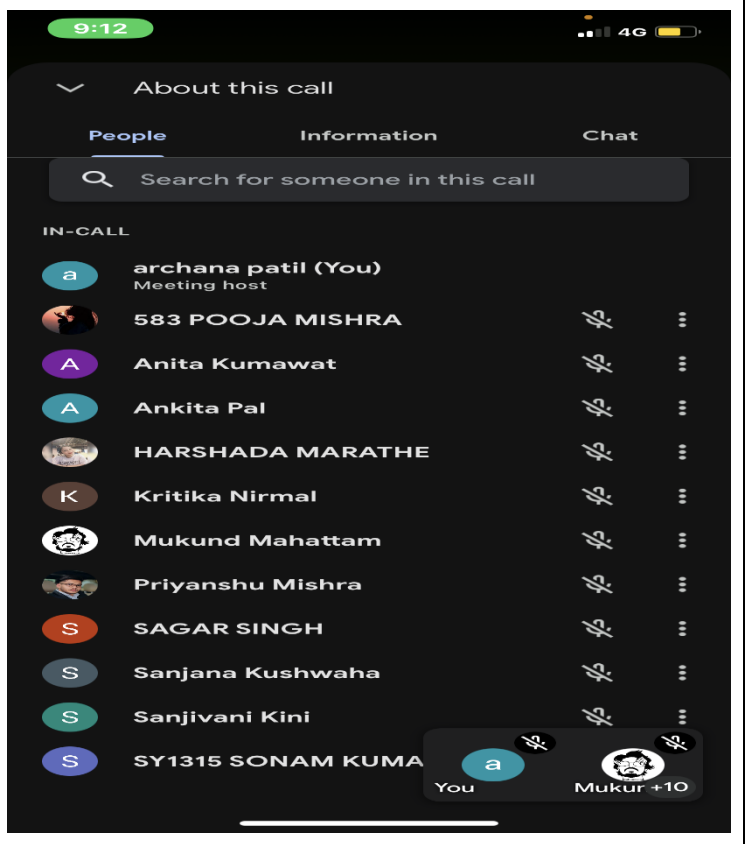 9:12
4G
About this call
People Information Chat
Search for someone in this call
IN-CALL
a archana patil (You)
Meeting host
583 POOJA MISHRA
A Anita Kumawat
A Ankita Pal
HARSHADA MARATHE
K Kritika Nirmal
Mukund Mahattam
Priyanshu Mishra
S SAGAR SINGH
S Sanjana Kushwaha
S Sanjivani Kini
S SY1315 SONAM KUMA
a
You Mukur +10